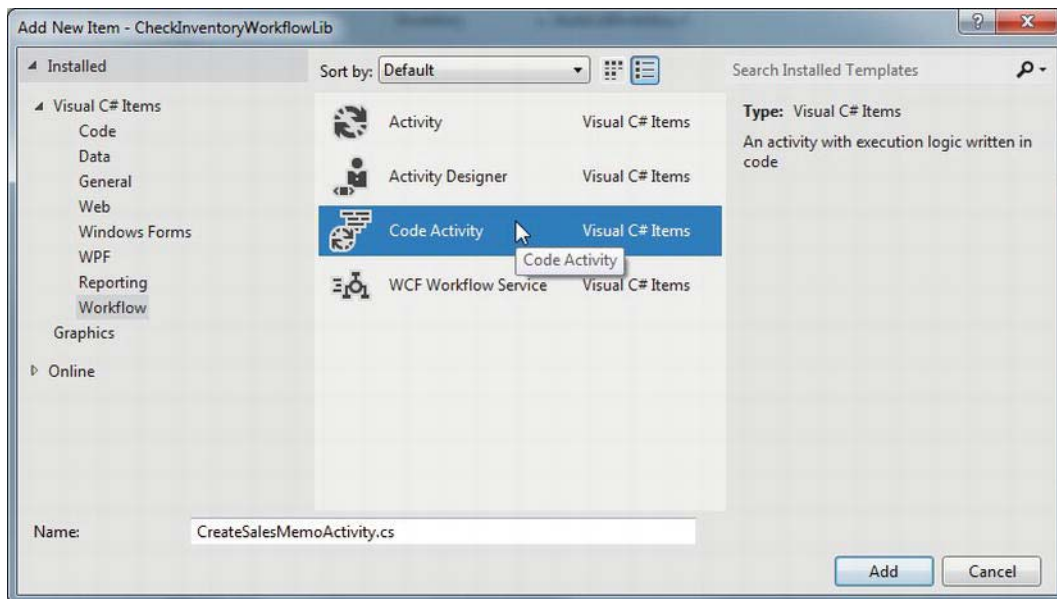 Add New Item - CheckInventoryWorkflowLib
Installed
Sort by: Default
Search Installed Templates
Visual C# Items
Code
Data
General
Web
Windows Forms
WPF
Reporting
Workflow
Graphics
Online
Activity Visual C# Items
Activity Designer Visual C# Items
Code Activity Visual C# Items
Code Activity
WCF Workflow Service Visual C# Items
Type: Visual C# Items
An activity with execution logic written in
code
Name: CreateSalesMemoActivity.cs
Add Cancel